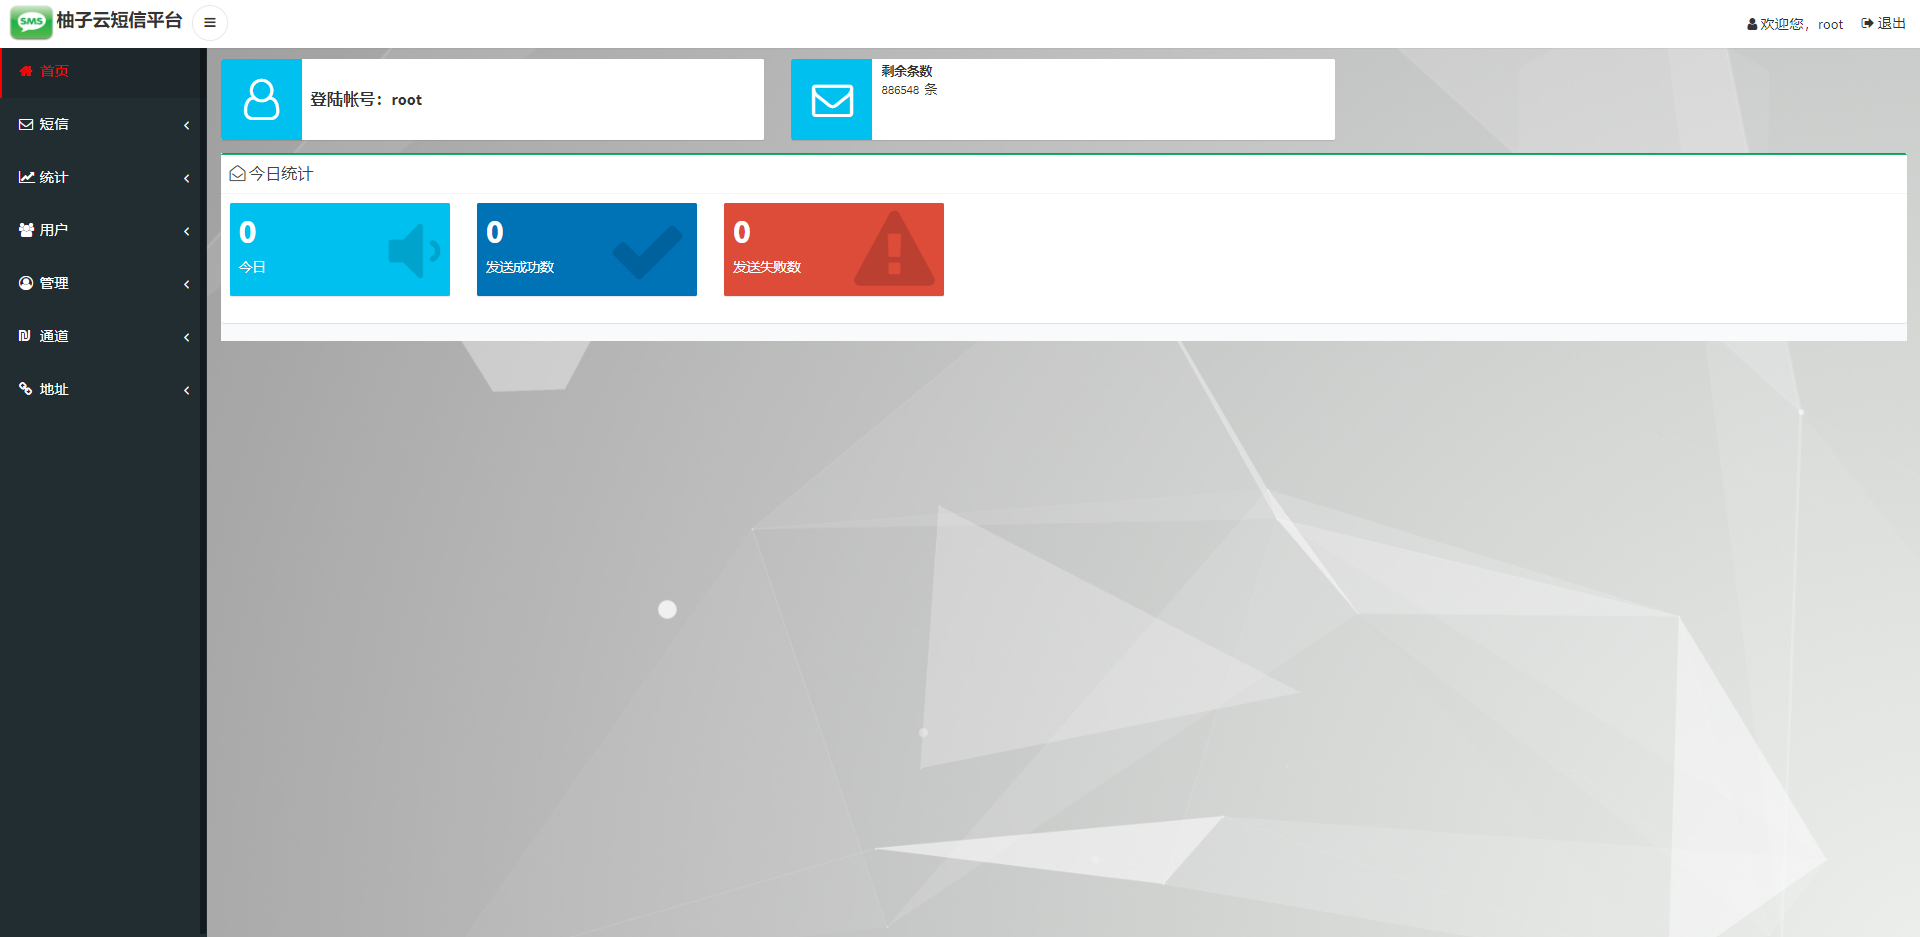 SMS 柚子云短信平台
欢迎您，root 退出
首页
短信
统计
用户
管理
通道
地址
登陆帐号：root
剩余条数
886548 条
今日统计
0
今日
0
发送成功数
0
发送失败数